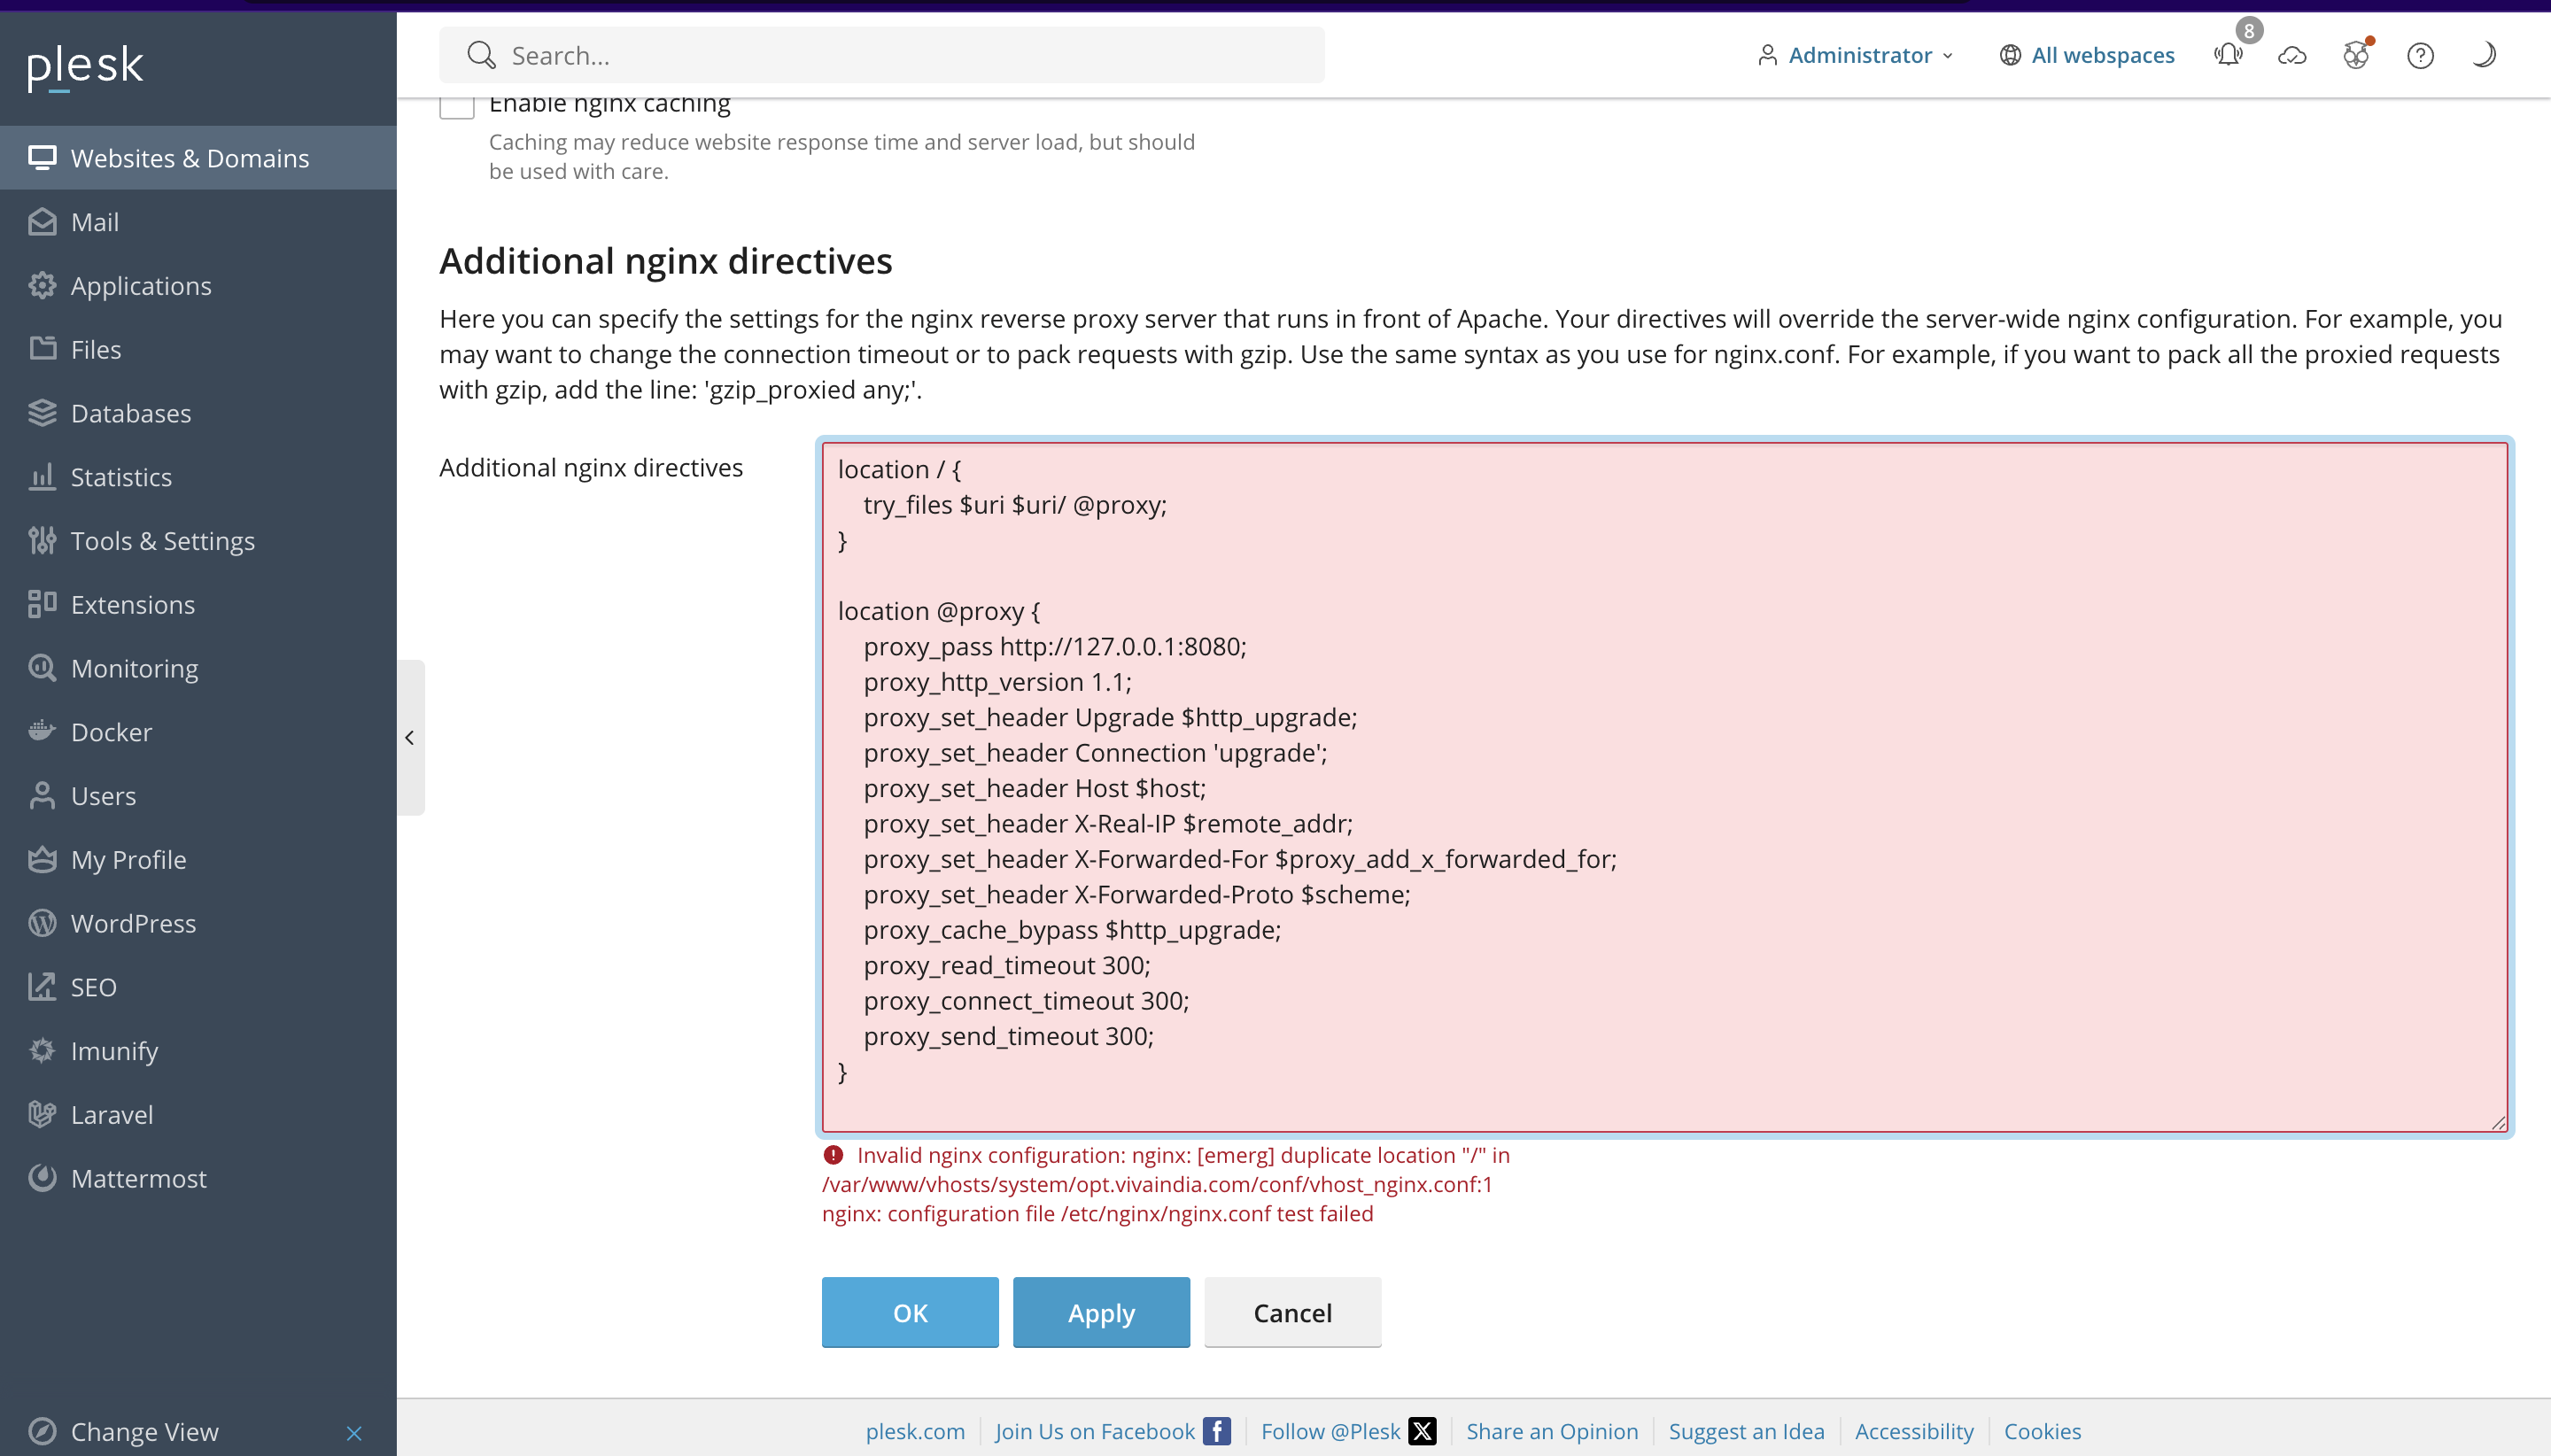 plesk
Search...
Administrator
All webspaces
8
Websites & Domains
Mail
Applications
Files
Databases
Statistics
Tools & Settings
Extensions
Monitoring
Docker
Users
My Profile
WordPress
SEO
Imunify
Laravel
Mattermost
Change View
Enable nginx caching
Caching may reduce website response time and server load, but should
be used with care.
Additional nginx directives
Here you can specify the settings for the nginx reverse proxy server that runs in front of Apache. Your directives will override the server-wide nginx configuration. For example, you
may want to change the connection timeout or to pack requests with gzip. Use the same syntax as you use for nginx.conf. For example, if you want to pack all the proxied requests
with gzip, add the line: 'gzip_proxied any;'.
Additional nginx directives
location / {
    try_files $uri $uri/ @proxy;
}
location @proxy {
    proxy_pass http://127.0.0.1:8080;
    proxy_http_version 1.1;
    proxy_set_header Upgrade $http_upgrade;
    proxy_set_header Connection 'upgrade';
    proxy_set_header Host $host;
    proxy_set_header X-Real-IP $remote_addr;
    proxy_set_header X-Forwarded-For $proxy_add_x_forwarded_for;
    proxy_set_header X-Forwarded-Proto $scheme;
    proxy_cache_bypass $http_upgrade;
    proxy_read_timeout 300;
    proxy_connect_timeout 300;
    proxy_send_timeout 300;
}
Invalid nginx configuration: nginx: [emerg] duplicate location "/" in
/var/www/vhosts/system/opt.vivaindia.com/conf/vhost_nginx.conf:1
nginx: configuration file /etc/nginx/nginx.conf test failed
OK
Apply
Cancel
plesk.com
Join Us on Facebook
Follow @Plesk
Share an Opinion
Suggest an Idea
Accessibility
Cookies